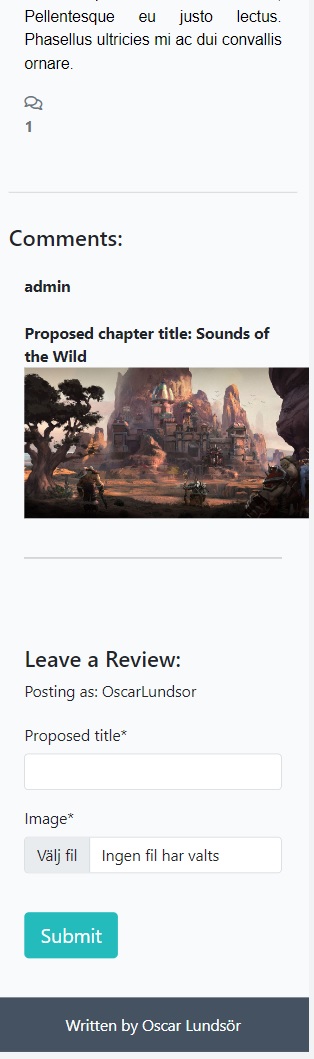 Pellentesque eu justo lectus.
Phasellus ultricies mi ac dui convallis
ornare.
1
Comments:
admin
Proposed chapter title: Sounds of
the Wild
Leave a Review:
Posting as: OscarLundsor
Proposed title*
Image*
Välj fil Ingen fil har valts
Submit
Written by Oscar Lundsör